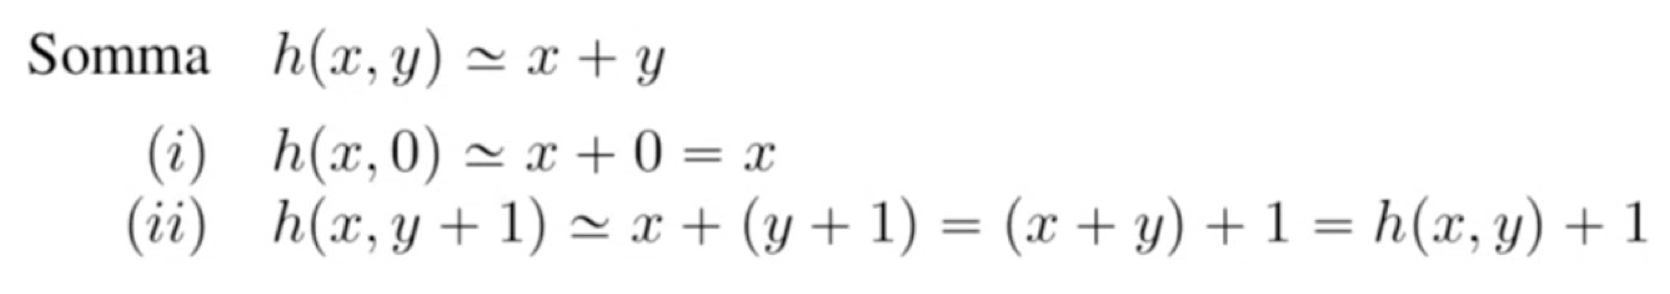 Somma h(x, y) ≃ x + y
(i) h(x, 0) ≃ x + 0 = x
(ii) h(x, y + 1) ≃ x + (y + 1) = (x + y) + 1 = h(x, y) + 1